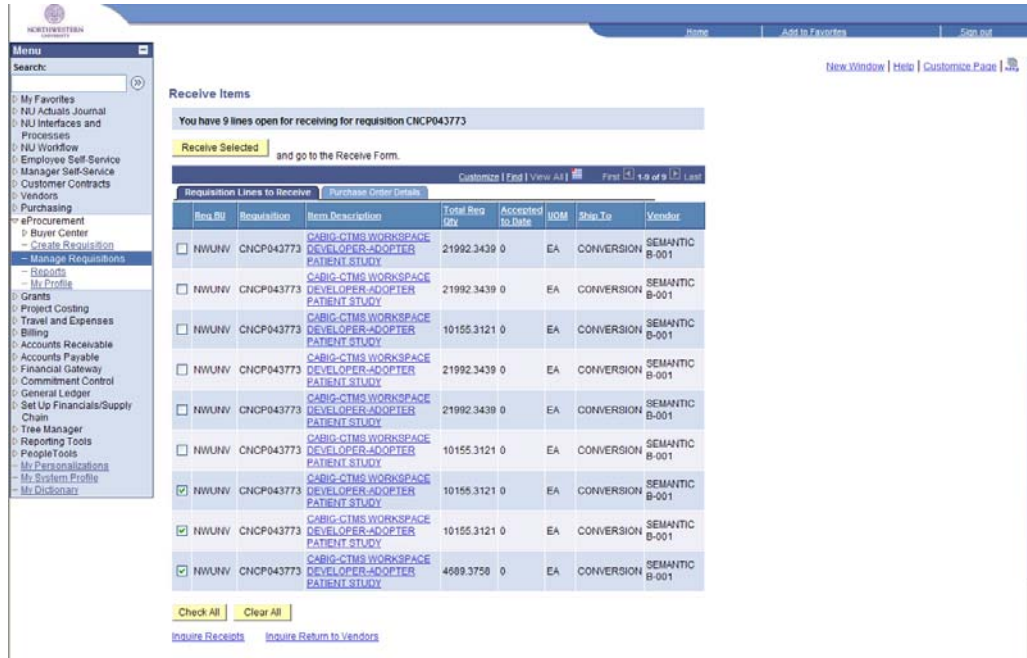 NORTHWESTERN
UNIVERSITY
Home
Add to Favorites
Sign out
Menu
Search:
New Window | Help | Customize Page |
My Favorites
NU Actuals Journal
NU Interfaces and
Processes
NU Workflow
Employee Self-Service
Manager Self-Service
Customer Contracts
Vendors
Purchasing
eProcurement
Buyer Center
– Create Requisition
– Manage Requisitions
– Reports
– My Profile
Grants
Project Costing
Travel and Expenses
Billing
Accounts Receivable
Accounts Payable
Financial Gateway
Commitment Control
General Ledger
Set Up Financials/Supply
Chain
Tree Manager
Reporting Tools
PeopleTools
– My Personalizations
– My System Profile
– My Dictionary
Receive Items
You have 9 lines open for receiving for requisition CNCP043773
Receive Selected and go to the Receive Form.
Customize | Find | View All | First 1-9 of 9 Last
Requisition Lines to Receive Purchase Order Details
Req BU Requisition Item Description Total Req Qty Accepted to Date UOM Ship To Vendor
NWUNV CNCP043773 CABIG-CTMS WORKSPACE DEVELOPER-ADOPTER PATIENT STUDY 21992.3439 0 EA CONVERSION SEMANTIC B-001
NWUNV CNCP043773 CABIG-CTMS WORKSPACE DEVELOPER-ADOPTER PATIENT STUDY 21992.3439 0 EA CONVERSION SEMANTIC B-001
NWUNV CNCP043773 CABIG-CTMS WORKSPACE DEVELOPER-ADOPTER PATIENT STUDY 10155.3121 0 EA CONVERSION SEMANTIC B-001
NWUNV CNCP043773 CABIG-CTMS WORKSPACE DEVELOPER-ADOPTER PATIENT STUDY 21992.3439 0 EA CONVERSION SEMANTIC B-001
NWUNV CNCP043773 CABIG-CTMS WORKSPACE DEVELOPER-ADOPTER PATIENT STUDY 21992.3439 0 EA CONVERSION SEMANTIC B-001
NWUNV CNCP043773 CABIG-CTMS WORKSPACE DEVELOPER-ADOPTER PATIENT STUDY 10155.3121 0 EA CONVERSION SEMANTIC B-001
NWUNV CNCP043773 CABIG-CTMS WORKSPACE DEVELOPER-ADOPTER PATIENT STUDY 10155.3121 0 EA CONVERSION SEMANTIC B-001
NWUNV CNCP043773 CABIG-CTMS WORKSPACE DEVELOPER-ADOPTER PATIENT STUDY 10155.3121 0 EA CONVERSION SEMANTIC B-001
NWUNV CNCP043773 CABIG-CTMS WORKSPACE DEVELOPER-ADOPTER PATIENT STUDY 4689.3758 0 EA CONVERSION SEMANTIC B-001
Check All Clear All
Inquire Receipts Inquire Return to Vendors